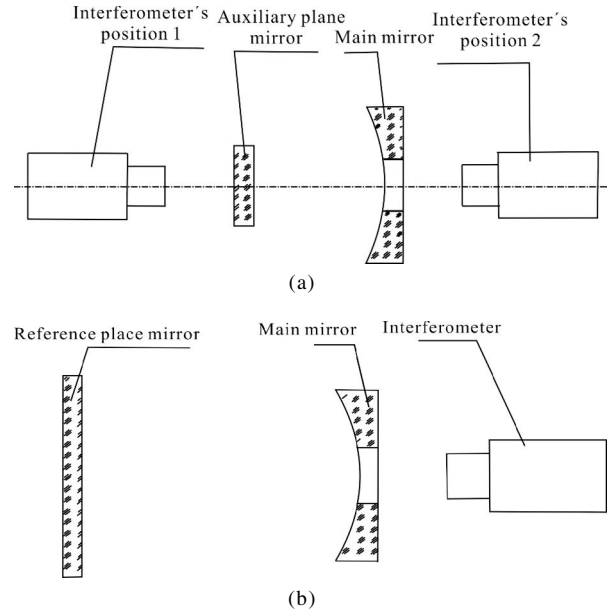 Interferometer´s
position 1
Auxiliary plane
mirror
Main mirror
Interferometer´s
position 2
(a)
Reference place mirror
Main mirror
Interferometer
(b)